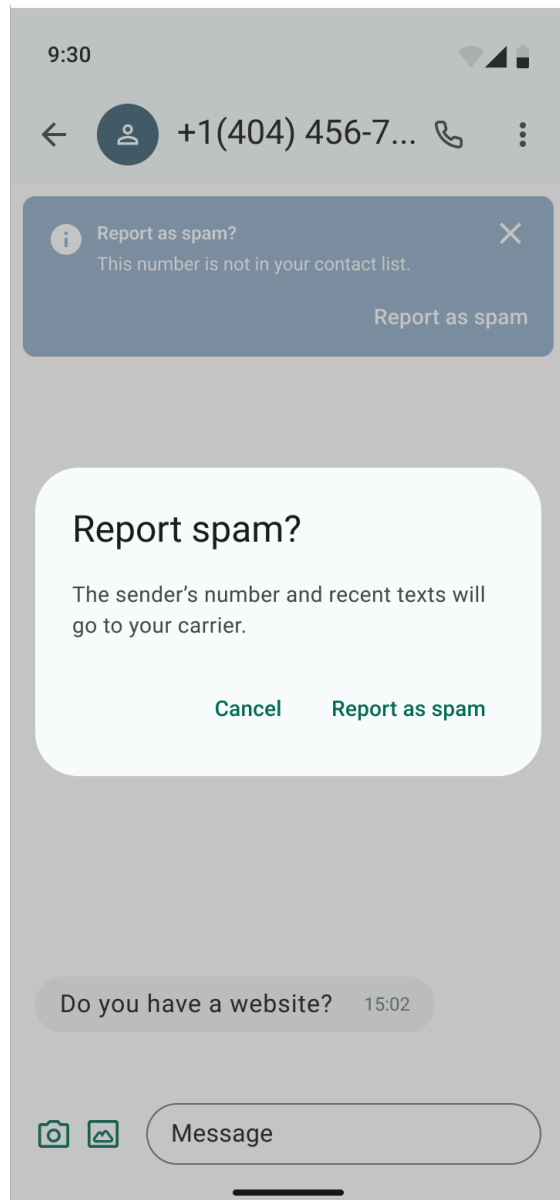 9:30
+1(404) 456-7...
Report as spam?
This number is not in your contact list.
Report as spam
Report spam?
The sender’s number and recent texts will
go to your carrier.
Cancel Report as spam
Do you have a website? 15:02
Message